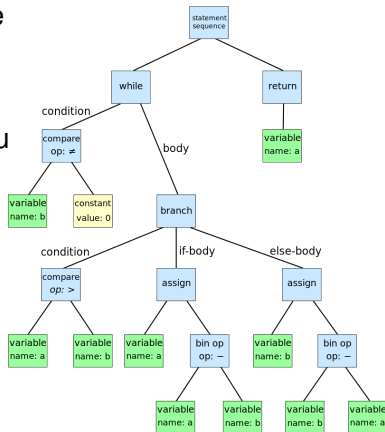 e
statement
sequence
while
return
condition
body
u
compare
op: ≠
variable
name: a
variable
name: b
constant
value: 0
branch
condition
if-body
else-body
compare
op: >
assign
assign
variable
name: a
variable
name: b
variable
name: a
bin op
op: −
variable
name: b
bin op
op: −
variable
name: a
variable
name: b
variable
name: b
variable
name: a